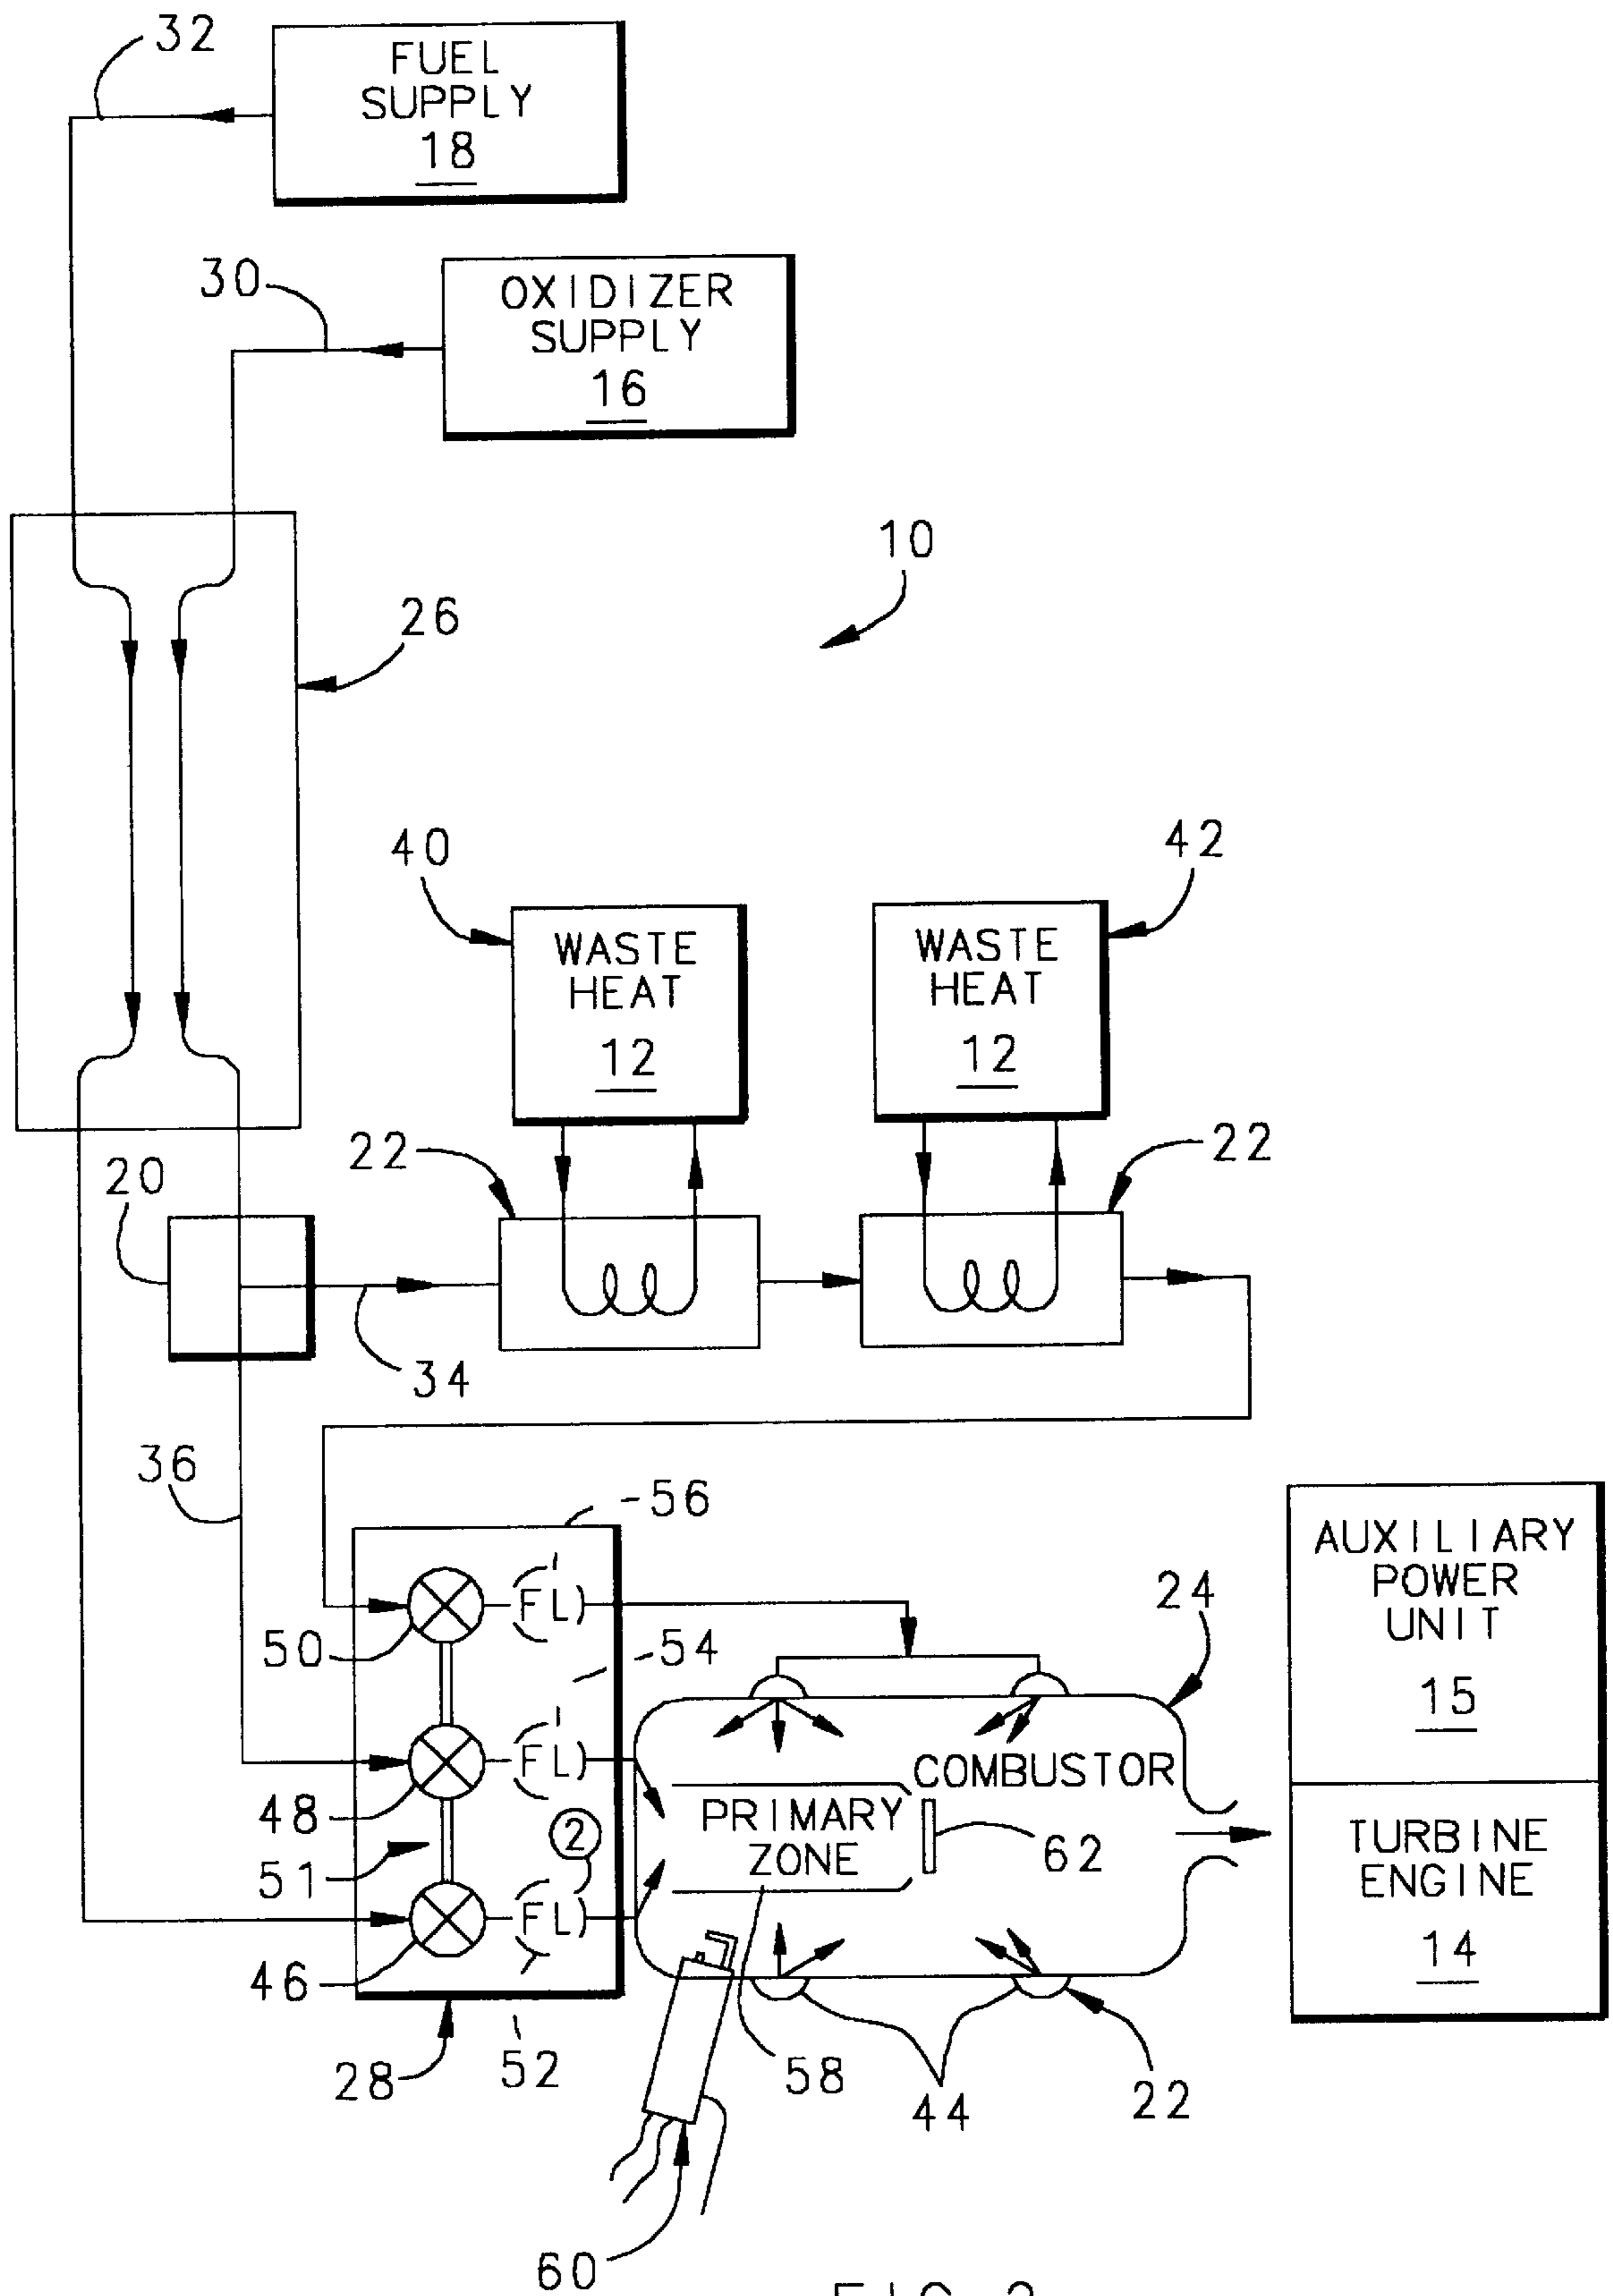 32
FUEL
SUPPLY
18
30
OXIDIZER
SUPPLY
16
10
26
40
WASTE
HEAT
12
42
WASTE
HEAT
12
22
22
20
34
36
56
FL
50
54
FL
48
2
51
FL
46
28
52
24
COMBUSTOR
PRIMARY
ZONE
62
58
44
22
60
AUXILIARY
POWER
UNIT
15
TURBINE
ENGINE
14